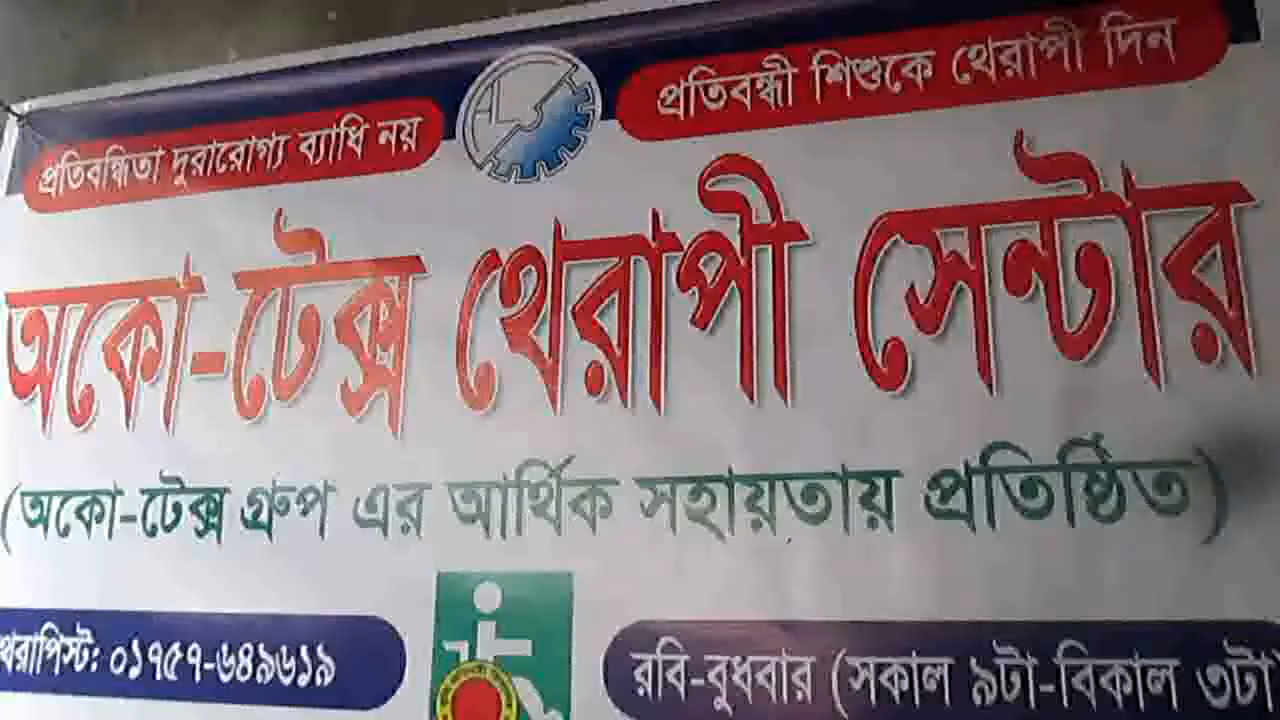 প্রতিবন্ধিতা দুরারোগ্য ব্যাধি নয়
প্রতিবন্ধী শিশুকে থেরাপী দিন
অকো-টেক্স থেরাপী সেন্টার
(অকো-টেক্স গ্রুপ এর আর্থিক সহায়তায় প্রতিষ্ঠিত)
থেরাপিস্ট: ০১৭৫৭-৬৪৯৬১৯
রবি-বুধবার (সকাল ৯টা-বিকাল ৩টা)